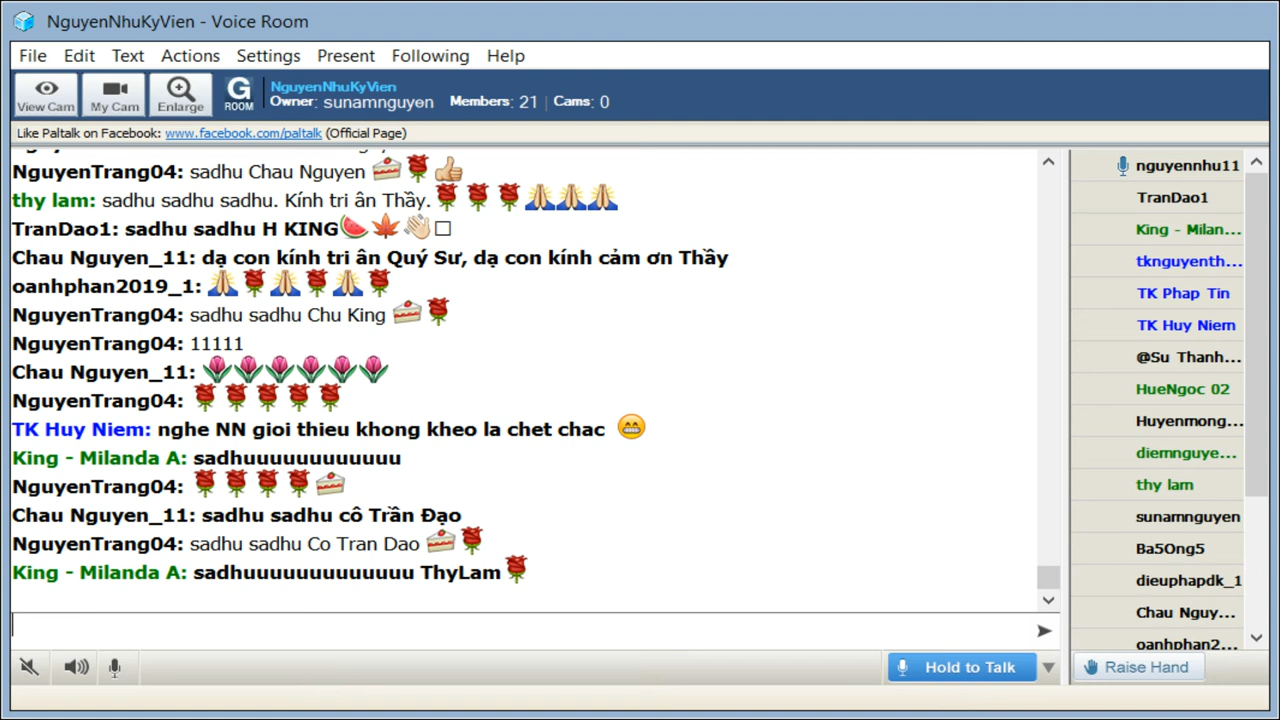 NguyenNhuKyVien - Voice Room
File Edit Text Actions Settings Present Following Help
View Cam My Cam Enlarge G ROOM
NguyenNhuKyVien
Owner: sunamnguyen Members: 21 | Cams: 0
Like Paltalk on Facebook: www.facebook.com/paltalk (Official Page)
NguyenTrang04: sadhu Chau Nguyen
thy lam: sadhu sadhu sadhu. Kính tri ân Thầy.
TranDao1: sadhu sadhu H KING
Chau Nguyen_11: dạ con kính tri ân Quý Sư, dạ con kính cảm ơn Thầy
oanhphan2019_1:
NguyenTrang04: sadhu sadhu Chu King
NguyenTrang04: 11111
Chau Nguyen_11:
NguyenTrang04:
TK Huy Niem: nghe NN gioi thieu khong kheo la chet chac
King - Milanda A: sadhuuuuuuuuuuuu
NguyenTrang04:
Chau Nguyen_11: sadhu sadhu cô Trần Đạo
NguyenTrang04: sadhu sadhu Co Tran Dao
King - Milanda A: sadhuuuuuuuuuuuuu ThyLam
nguyennhu11
TranDao1
King - Milan...
tknguyenth...
TK Phap Tin
TK Huy Niem
@Su Thanh...
HueNgoc 02
Huyenmong...
diemnguye...
thy lam
sunamnguyen
Ba5Ong5
dieuphapdk_1
Chau Nguy...
oanhphan2...
Hold to Talk
Raise Hand